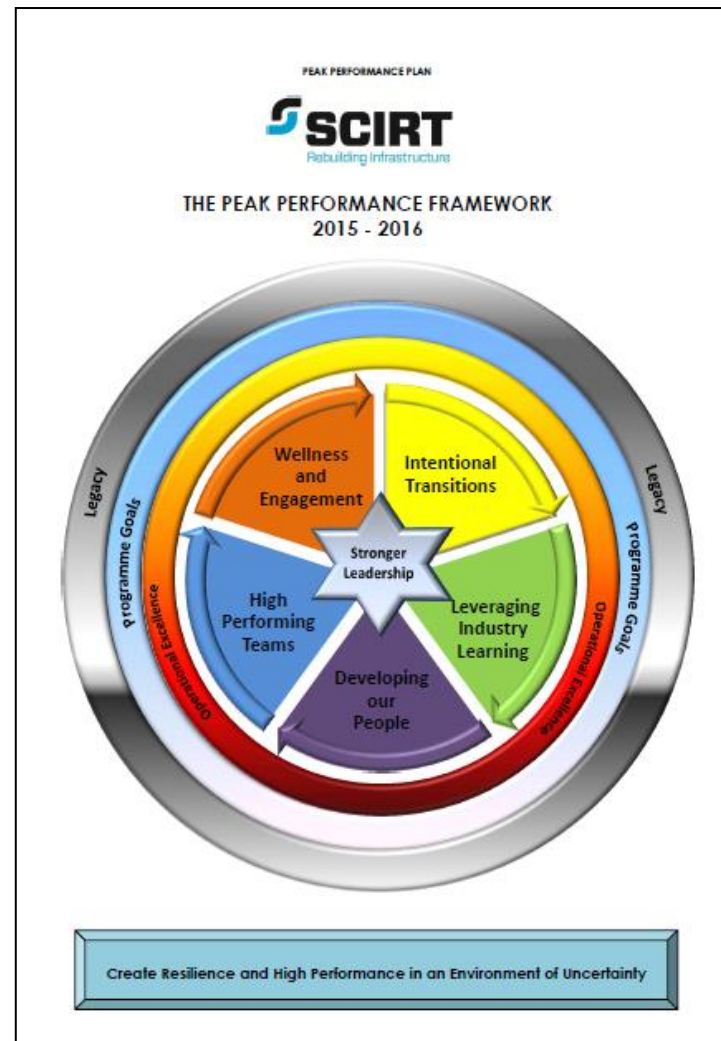 PEAK PERFORMANCE PLAN
SCIRT
Rebuilding Infrastructure
THE PEAK PERFORMANCE FRAMEWORK
2015 - 2016
Legacy
Programme Goals
Operational Excellence
Wellness
and
Engagement
Intentional
Transitions
Stronger
Leadership
High
Performing
Teams
Leveraging
Industry
Learning
Developing
our
People
Operational Excellence
Programme Goals
Legacy
Create Resilience and High Performance in an Environment of Uncertainty